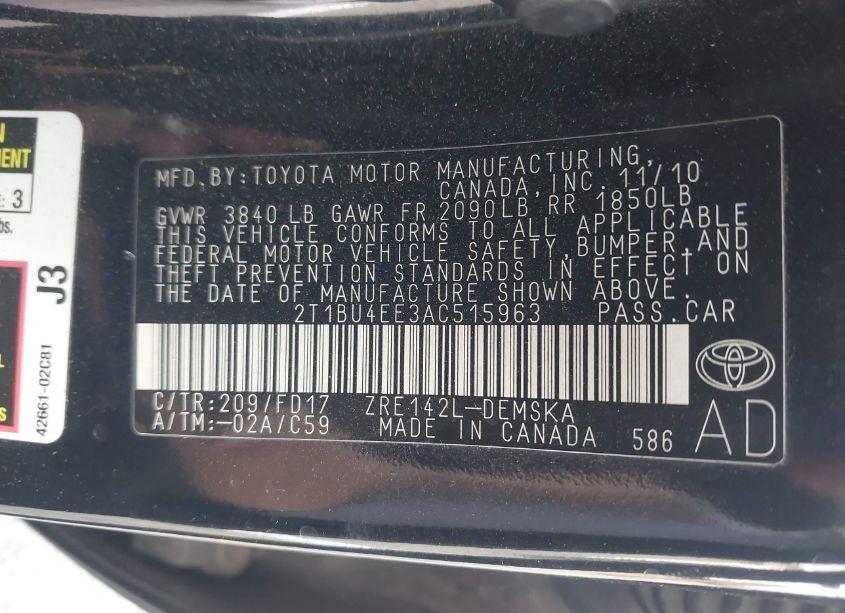 MFD.BY:TOYOTA MOTOR MANUFACTURING,
CANADA,INC. 11/10
GVWR 3840 LB GAWR FR 2090LB RR 1850LB
THIS VEHICLE CONFORMS TO ALL APPLICABLE
FEDERAL MOTOR VEHICLE SAFETY,BUMPER,AND
THEFT PREVENTION STANDARDS IN EFFECT ON
THE DATE OF MANUFACTURE SHOWN ABOVE.
2T1BU4EE3AC515963 PASS.CAR
C/TR:209/FD17 ZRE142L-DEMSKA
A/TM:-02A/C59 MADE IN CANADA 586 AD
3
J3
42661-02C81